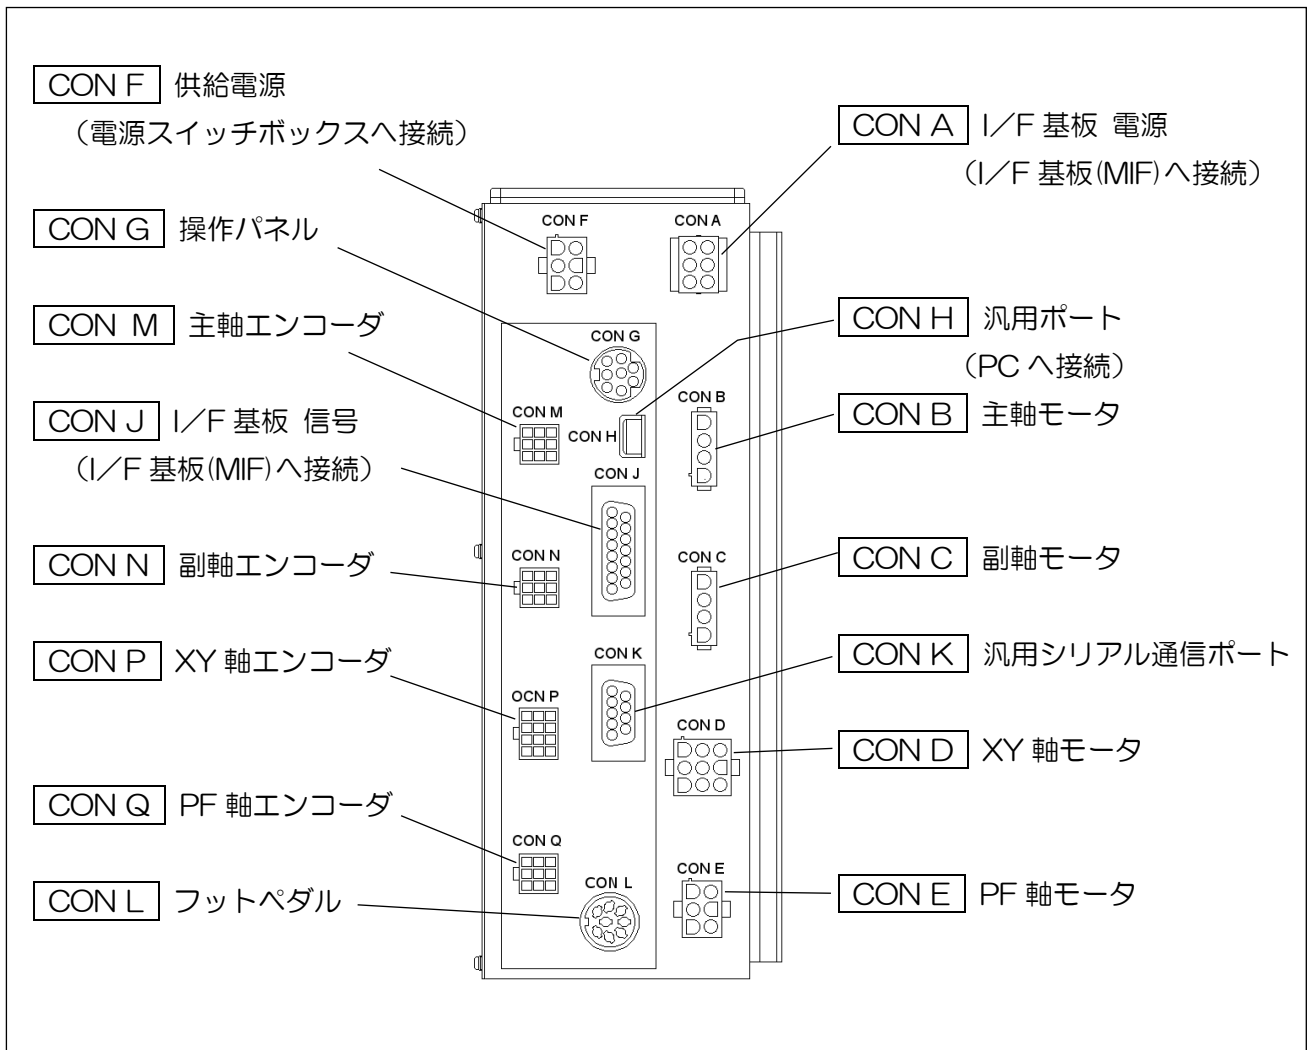 CON F 供給電源
（電源スイッチボックスへ接続）
CON G 操作パネル
CON M 主軸エンコーダ
CON J I／F 基板 信号
（I／F 基板(MIF)へ接続）
CON N 副軸エンコーダ
CON P XY 軸エンコーダ
CON Q PF 軸エンコーダ
CON L フットペダル
CON F
CON A
CON G
CON M
CON H
CON B
CON J
CON N
CON C
CON K
OCN P
CON D
CON Q
CON L
CON E
CON A I／F 基板 電源
（I／F 基板(MIF)へ接続）
CON H 汎用ポート
（PC へ接続）
CON B 主軸モータ
CON C 副軸モータ
CON K 汎用シリアル通信ポート
CON D XY 軸モータ
CON E PF 軸モータ